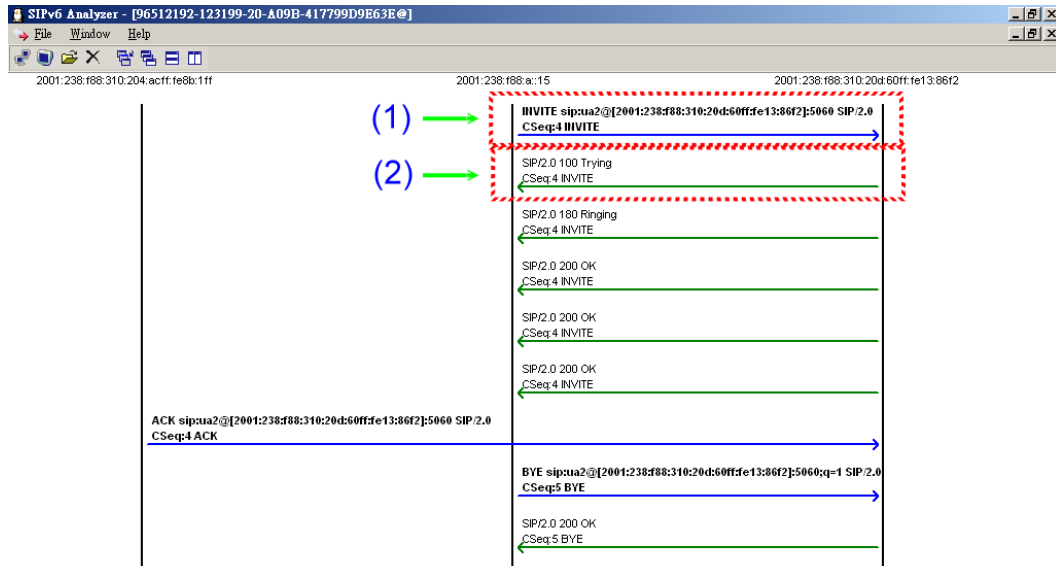 SIPv6 Analyzer - [96512192-123199-20-A09B-417799D9E63E@]
File Window Help
2001:238:f88:310:204:acff:fe8b:1ff 2001:238:f88:a::15 2001:238:f88:310:20d:60ff:fe13:86f2
(1)
INVITE sip:ua2@[2001:238:f88:310:20d:60ff:fe13:86f2]:5060 SIP/2.0
CSeq:4 INVITE
(2)
SIP/2.0 100 Trying
CSeq:4 INVITE
SIP/2.0 180 Ringing
CSeq:4 INVITE
SIP/2.0 200 OK
CSeq:4 INVITE
SIP/2.0 200 OK
CSeq:4 INVITE
SIP/2.0 200 OK
CSeq:4 INVITE
ACK sip:ua2@[2001:238:f88:310:20d:60ff:fe13:86f2]:5060 SIP/2.0
CSeq:4 ACK
BYE sip:ua2@[2001:238:f88:310:20d:60ff:fe13:86f2]:5060;q=1 SIP/2.0
CSeq:5 BYE
SIP/2.0 200 OK
CSeq:5 BYE